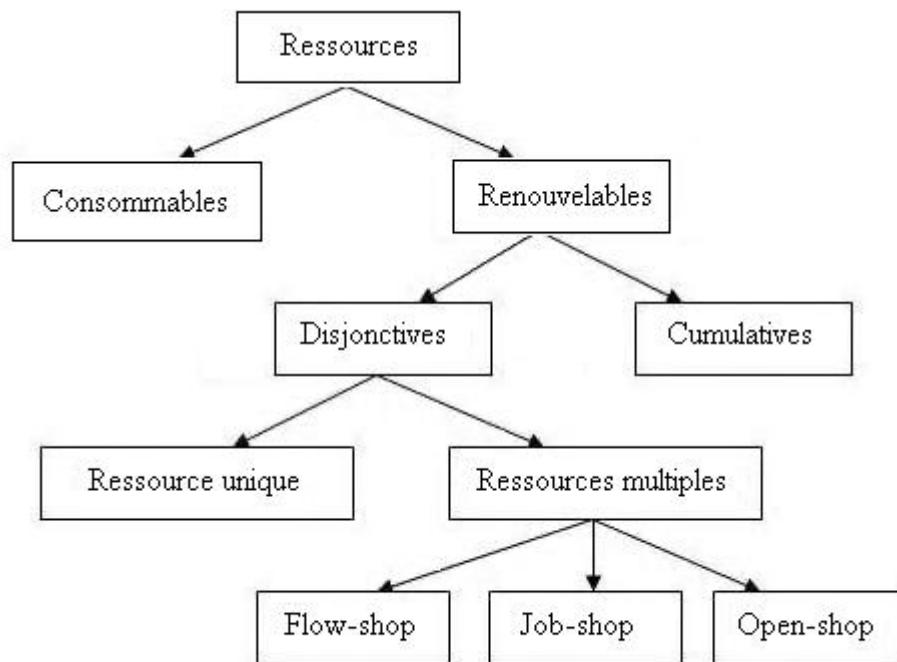 Ressources
Consommables
Renouvelables
Disjonctives
Cumulatives
Ressource unique
Ressources multiples
Flow-shop
Job-shop
Open-shop